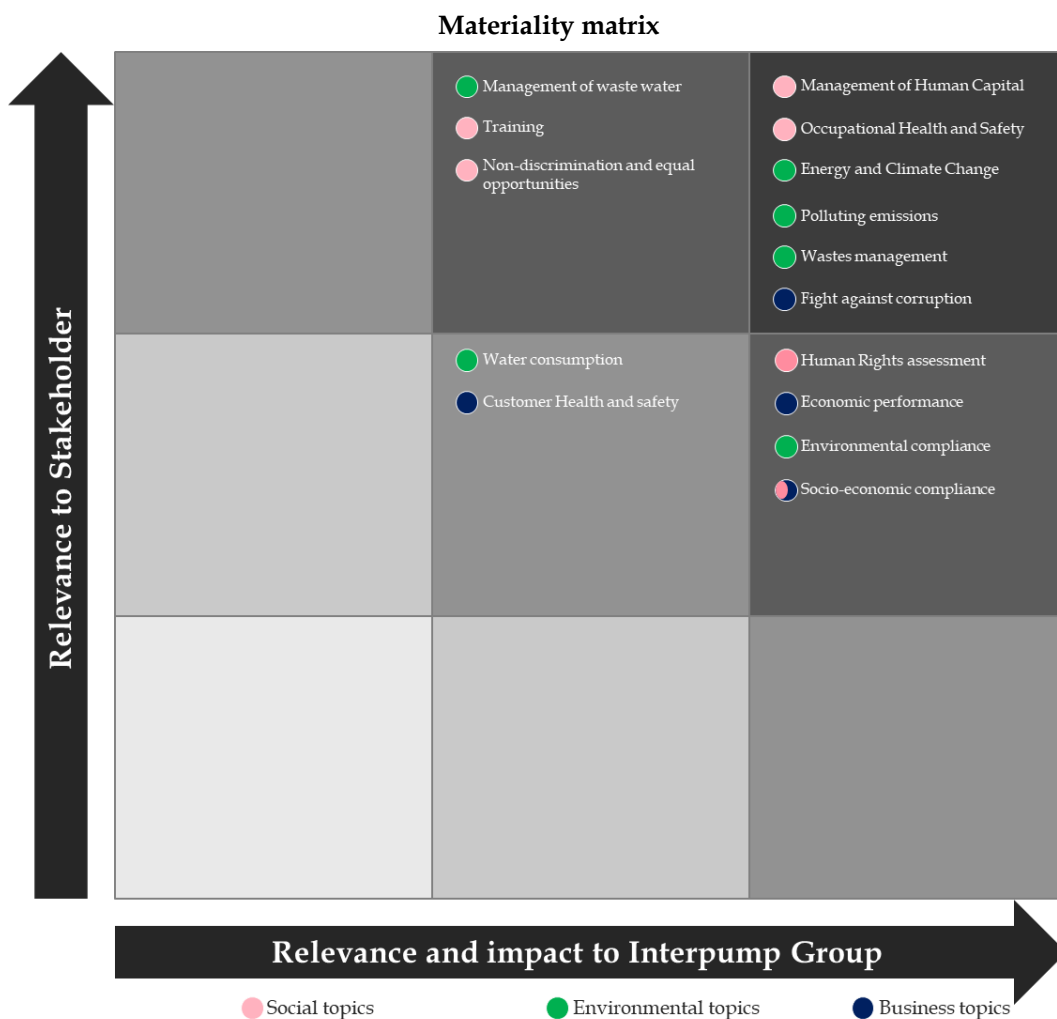 Materiality matrix
Relevance to Stakeholder
Management of waste water
Training
Non-discrimination and equal
opportunities
Management of Human Capital
Occupational Health and Safety
Energy and Climate Change
Polluting emissions
Wastes management
Fight against corruption
Water consumption
Customer Health and safety
Human Rights assessment
Economic performance
Environmental compliance
Socio-economic compliance
Relevance and impact to Interpump Group
Social topics
Environmental topics
Business topics